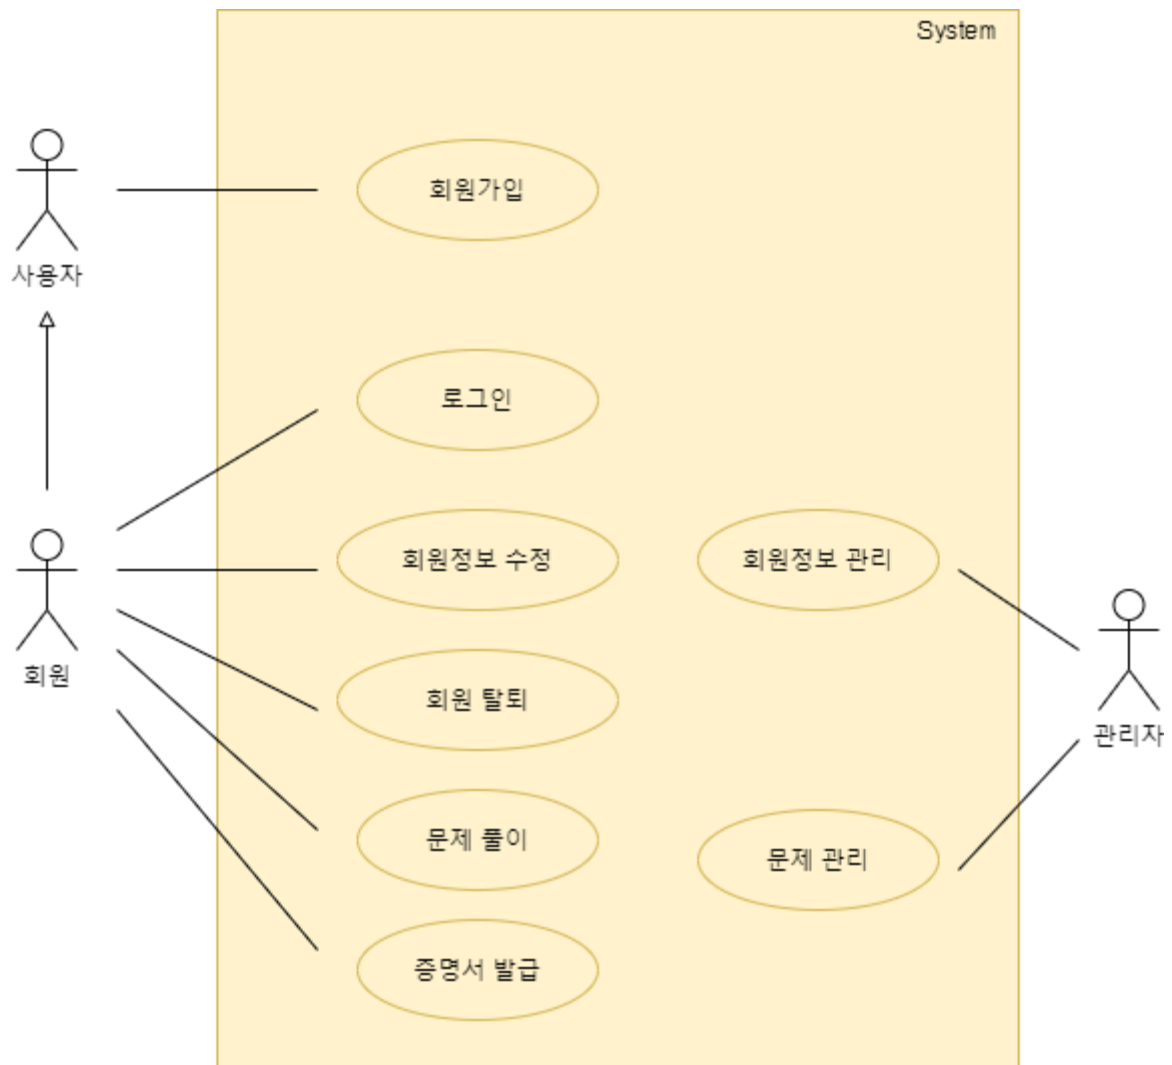 System
회원가입
사용자
로그인
회원정보 수정
회원정보 관리
회원
회원 탈퇴
관리자
문제 풀이
문제 관리
증명서 발급